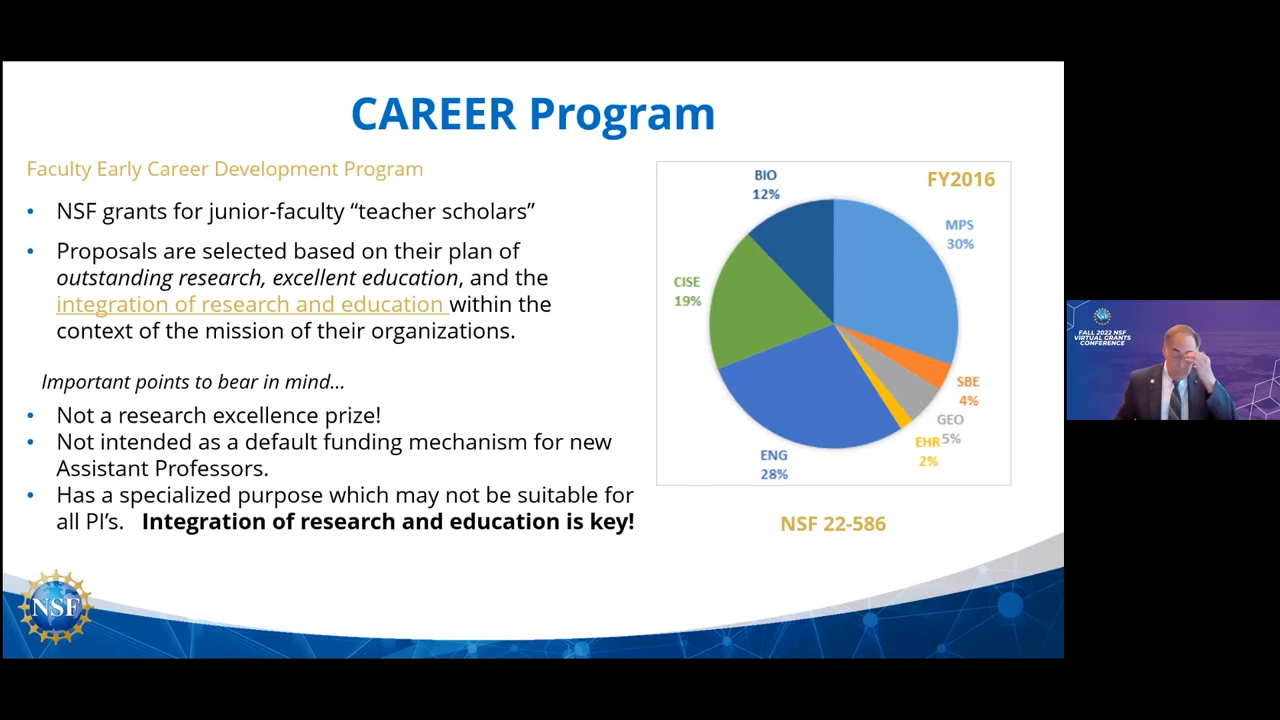 CAREER Program
Faculty Early Career Development Program
• NSF grants for junior-faculty “teacher scholars”
• Proposals are selected based on their plan of
outstanding research, excellent education, and the
integration of research and education within the
context of the mission of their organizations.
Important points to bear in mind…
• Not a research excellence prize!
• Not intended as a default funding mechanism for new
Assistant Professors.
• Has a specialized purpose which may not be suitable for
all PI’s. Integration of research and education is key!
FY2016
BIO
12%
MPS
30%
CISE
19%
SBE
4%
GEO
5%
EHR
2%
ENG
28%
NSF 22-586
NSF
FALL 2022 NSF
VIRTUAL GRANTS
CONFERENCE